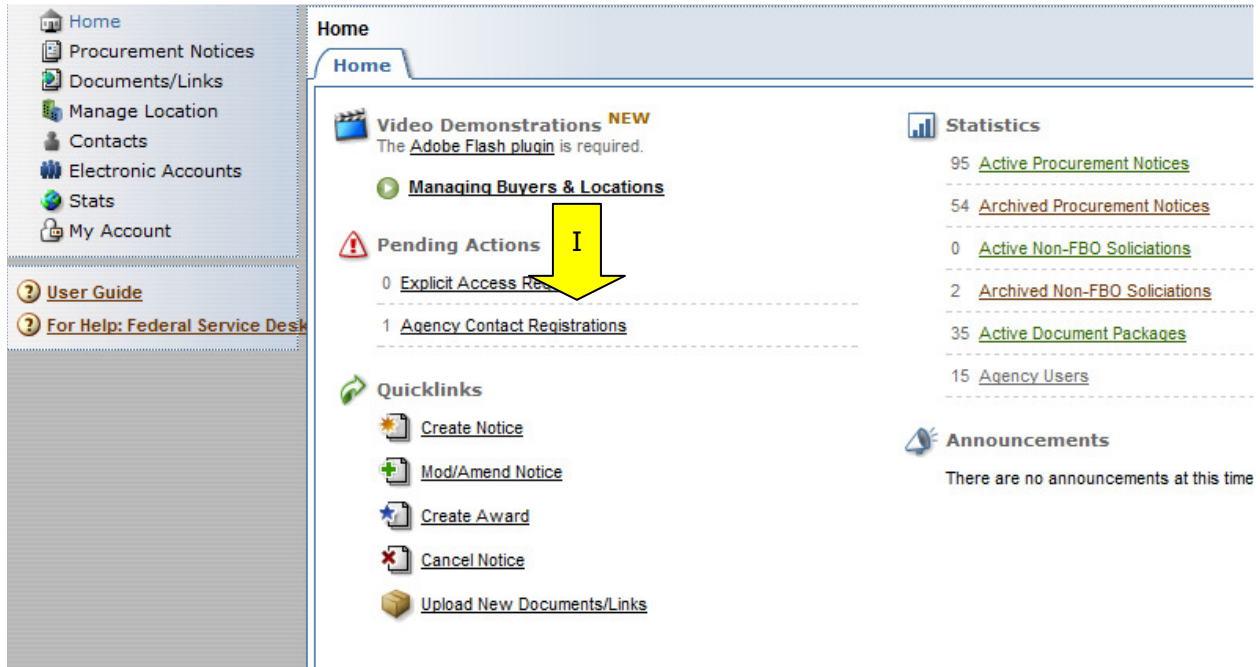 Home
Procurement Notices
Documents/Links
Manage Location
Contacts
Electronic Accounts
Stats
My Account
User Guide
For Help: Federal Service Desk
Home
Home
Video Demonstrations NEW
The Adobe Flash plugin is required.
Managing Buyers & Locations
I
Pending Actions
0 Explicit Access
1 Agency Contact Registrations
Quicklinks
Create Notice
Mod/Amend Notice
Create Award
Cancel Notice
Upload New Documents/Links
Statistics
95 Active Procurement Notices
54 Archived Procurement Notices
0 Active Non-FBO Soliciations
2 Archived Non-FBO Soliciations
35 Active Document Packages
15 Agency Users
Announcements
There are no announcements at this time